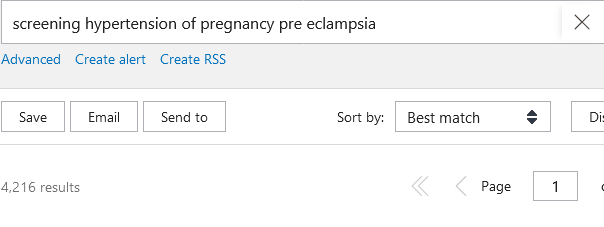 screening hypertension of pregnancy pre eclampsia
Advanced Create alert Create RSS
Save Email Send to Sort by: Best match
4,216 results Page 1